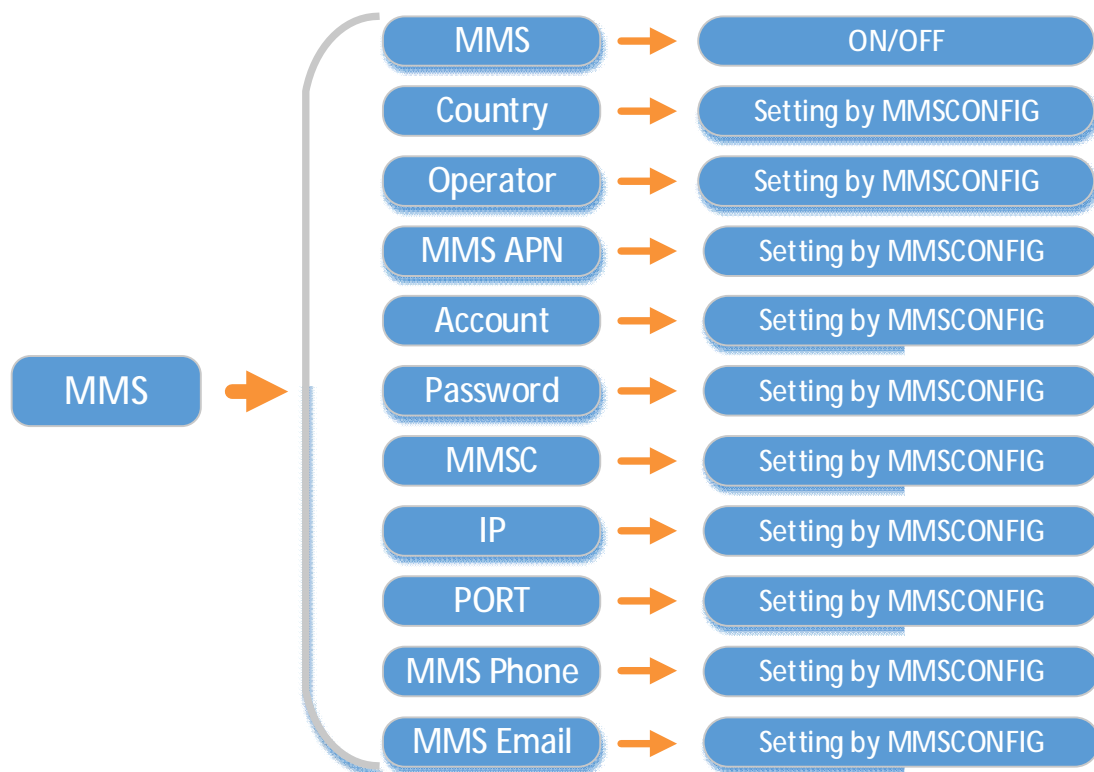 MMS
MMS
ON/OFF
Country
Setting by MMSCONFIG
Operator
Setting by MMSCONFIG
MMS APN
Setting by MMSCONFIG
Account
Setting by MMSCONFIG
Password
Setting by MMSCONFIG
MMSC
Setting by MMSCONFIG
IP
Setting by MMSCONFIG
PORT
Setting by MMSCONFIG
MMS Phone
Setting by MMSCONFIG
MMS Email
Setting by MMSCONFIG